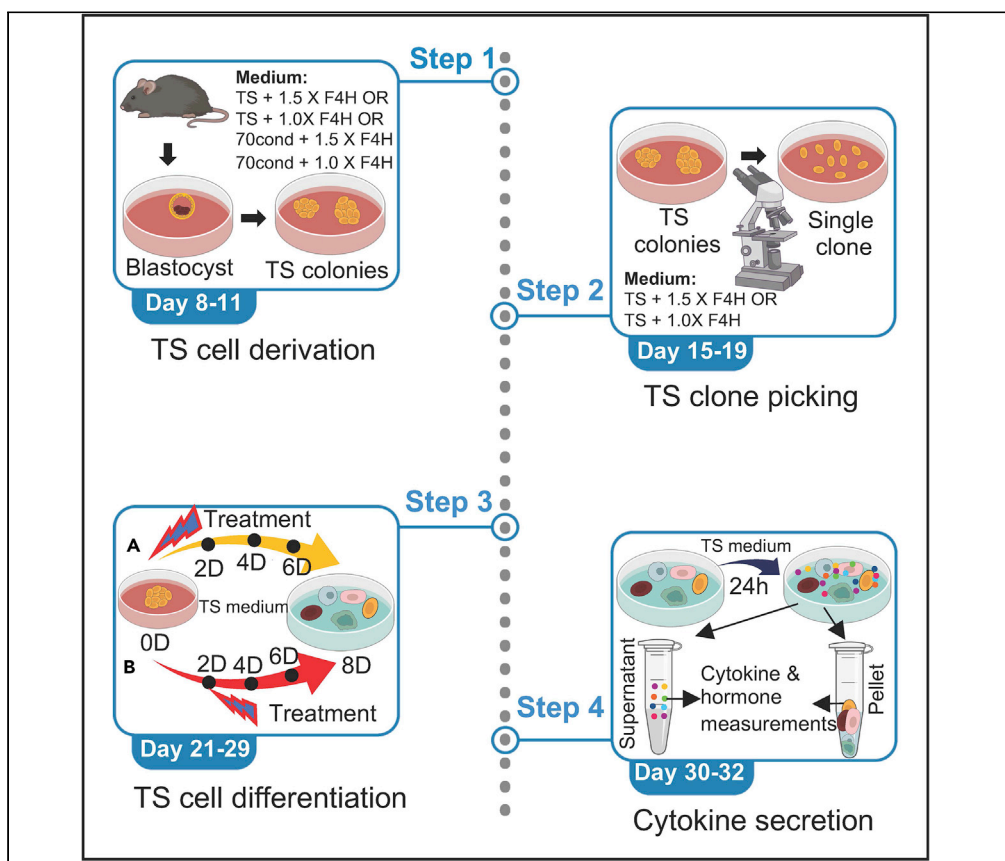 Step 1
Medium:
TS + 1.5 X F4H OR
TS + 1.0X F4H OR
70cond + 1.5 X F4H
70cond + 1.0 X F4H
Blastocyst
TS colonies
Day 8-11
TS cell derivation
Step 2
TS
colonies
Single
clone
Medium:
TS + 1.5 X F4H OR
TS + 1.0X F4H
Day 15-19
TS clone picking
Step 3
A
Treatment
2D
4D
6D
TS medium
0D
8D
B
2D
4D
6D
Treatment
Day 21-29
TS cell differentiation
Step 4
TS medium
24h
Supernatant
Cytokine &
hormone
measurements
Pellet
Day 30-32
Cytokine secretion